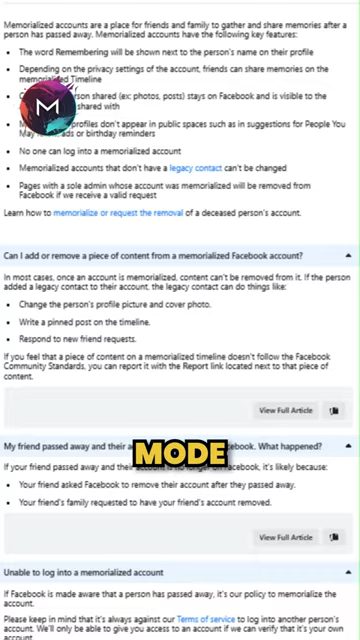 Memorialized accounts are a place for friends and family to gather and share memories after a
person has passed away. Memorialized accounts have the following key features:
• The word Remembering will be shown next to the person's name on their profile
• Depending on the privacy settings of the account, friends can share memories on the
memorialized Timeline
person shared (ex: photos, posts) stays on Facebook and is visible to the
shared with
profiles don't appear in public spaces such as in suggestions for People You
May ads or birthday reminders
• No one can log into a memorialized account
• Memorialized accounts that don't have a legacy contact can't be changed
• Pages with a sole admin whose account was memorialized will be removed from
Facebook if we receive a valid request
Learn how to memorialize or request the removal of a deceased person's account.
Can I add or remove a piece of content from a memorialized Facebook account?
In most cases, once an account is memorialized, content can't be removed from it. If the person
added a legacy contact to their account, the legacy contact can do things like:
• Change the person's profile picture and cover photo.
• Write a pinned post on the timeline.
• Respond to new friend requests.
If you feel that a piece of content on a memorialized timeline doesn't follow the Facebook
Community Standards, you can report it with the Report link located next to that piece of
content.
View Full Article
MODE
My friend passed away and their What happened?
If your friend passed away and their on Facebook, it's likely because:
• Your friend asked Facebook to remove their account after they passed away.
• Your friend's family requested to have your friend's account removed.
View Full Article
Unable to log into a memorialized account
If Facebook is made aware that a person has passed away, it's our policy to memorialize the
account.
Please keep in mind that it's always against our Terms of service to log into another person's
account. We'll only be able to give you access to an account if we can verify that it's your own